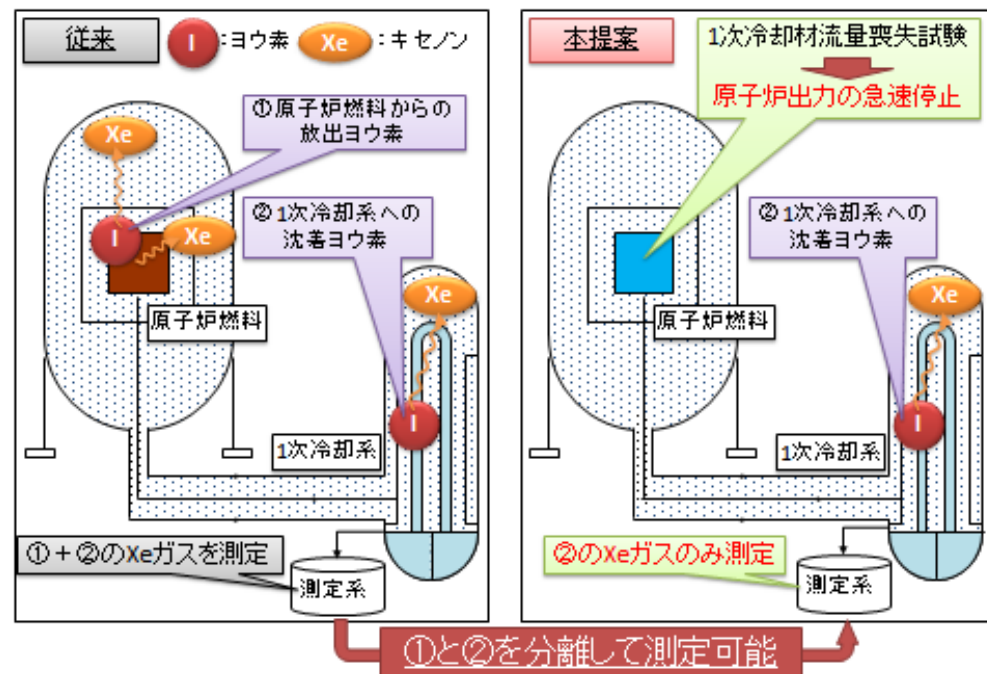 従来
I
:ヨウ素
Xe
:キセノン
①原子炉燃料からの
放出ヨウ素
Xe
I
Xe
②1次冷却系への
沈着ヨウ素
Xe
原子炉燃料
I
1次冷却系
①+②のXeガスを測定
測定系
本提案
1次冷却材流量喪失試験
原子炉出力の急速停止
②1次冷却系への
沈着ヨウ素
Xe
原子炉燃料
I
1次冷却系
②のXeガスのみ測定
測定系
①と②を分離して測定可能